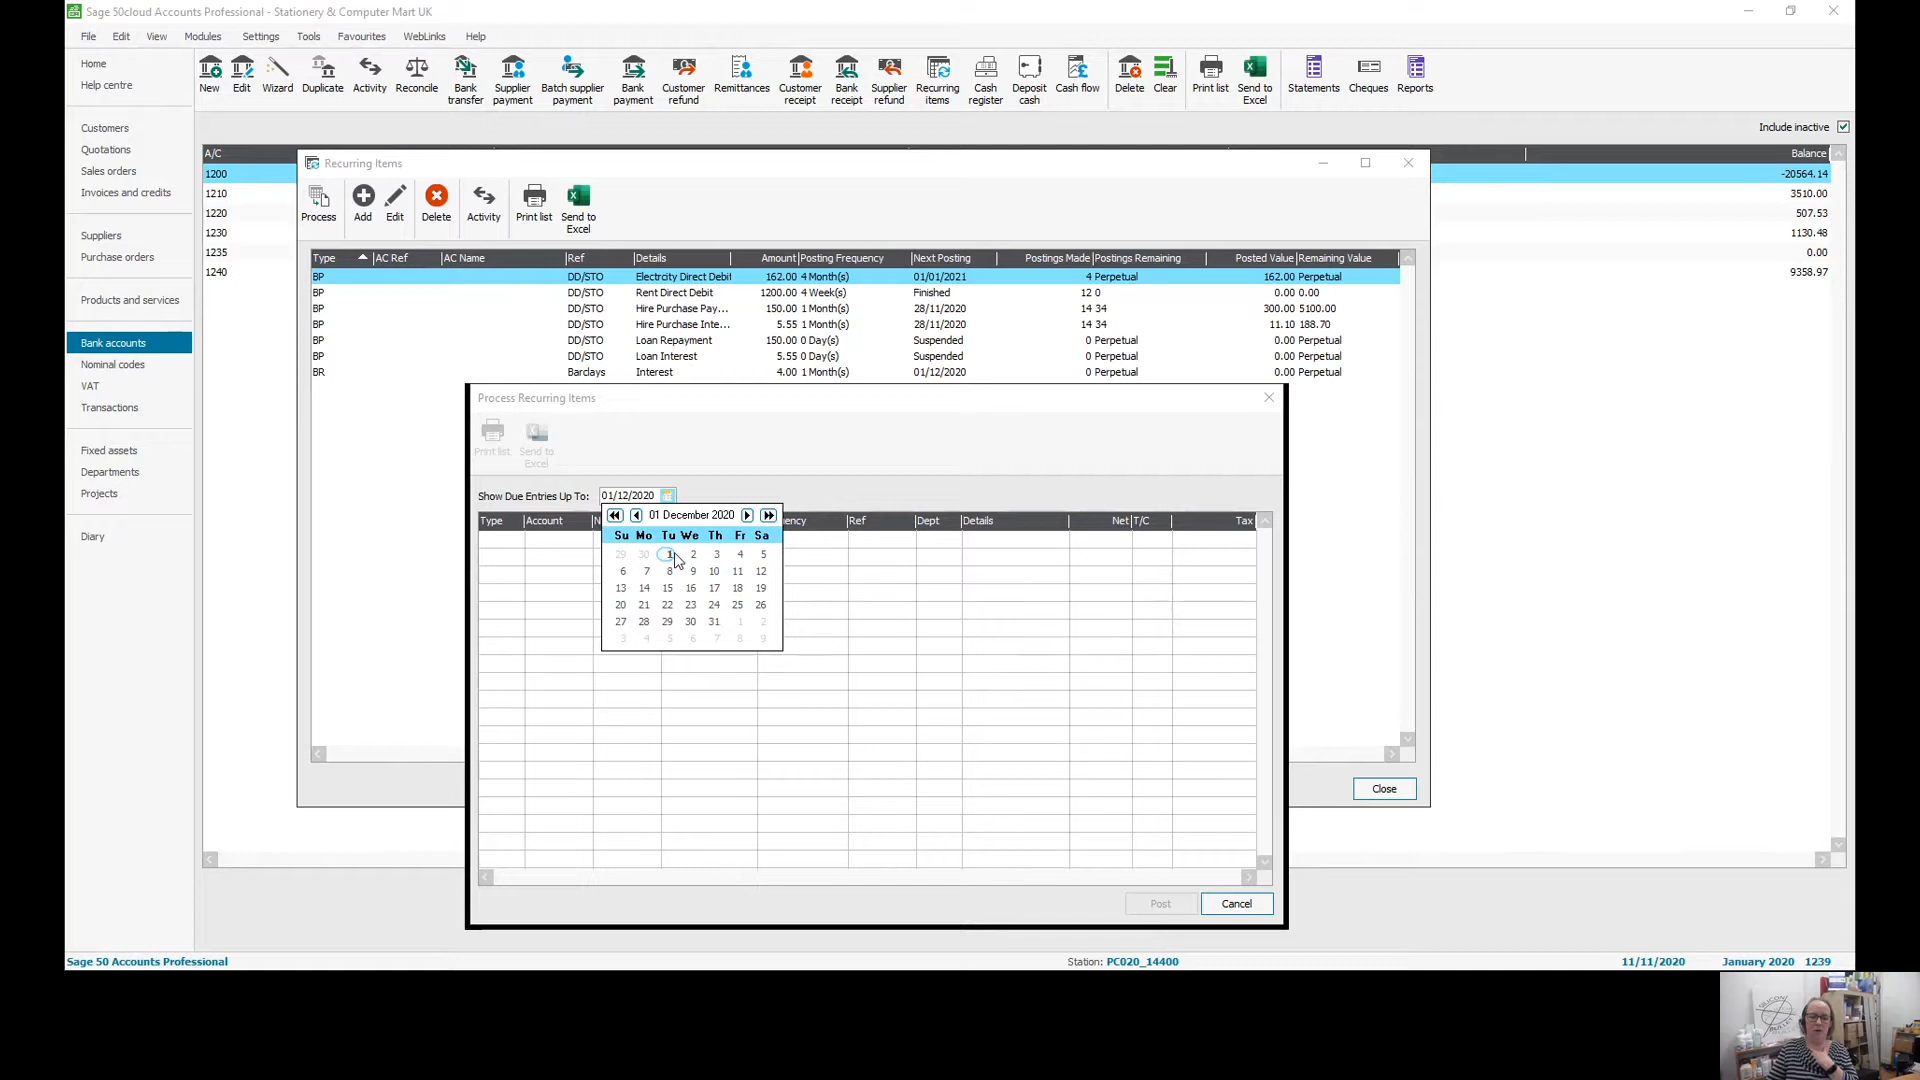 Sage 50cloud Accounts Professional - Stationery & Computer Mart UK
File Edit View Modules Settings Tools Favourites WebLinks Help
New Edit Wizard Duplicate Activity Reconcile Bank transfer Supplier payment Batch supplier payment Bank payment Customer refund Remittances Customer receipt Bank receipt Supplier refund Recurring items Cash register Deposit cash Cash flow Delete Clear Print list Send to Excel Statements Cheques Reports
Home
Help centre
Customers
Quotations
Sales orders
Invoices and credits
Suppliers
Purchase orders
Products and services
Bank accounts
Nominal codes
VAT
Transactions
Fixed assets
Departments
Projects
Diary
Include inactive
A/C Balance
1200 -20564.14
1210 3510.00
1220 507.53
1230 1130.48
1235 0.00
1240 9358.97
Recurring Items
Process Add Edit Delete Activity Print list Send to Excel
Type AC Ref AC Name Ref Details Amount Posting Frequency Next Posting Postings Made Postings Remaining Posted Value Remaining Value
BP DD/STO Electrcity Direct Debit 162.00 4 Month(s) 01/01/2021 4 Perpetual 162.00 Perpetual
BP DD/STO Rent Direct Debit 1200.00 4 Week(s) Finished 12 0 0.00 0.00
BP DD/STO Hire Purchase Pay... 150.00 1 Month(s) 28/11/2020 14 34 300.00 5100.00
BP DD/STO Hire Purchase Inte... 5.55 1 Month(s) 28/11/2020 14 34 11.10 188.70
BP DD/STO Loan Repayment 150.00 0 Day(s) Suspended 0 Perpetual 0.00 Perpetual
BP DD/STO Loan Interest 5.55 0 Day(s) Suspended 0 Perpetual 0.00 Perpetual
BR Barclays Interest 4.00 1 Month(s) 01/12/2020 0 Perpetual 0.00 Perpetual
Process Recurring Items
Print list Send to Excel
Show Due Entries Up To: 01/12/2020
Type Account N ency Ref Dept Details Net T/C Tax
01 December 2020
Su Mo Tu We Th Fr Sa
29 30 1 2 3 4 5
6 7 8 9 10 11 12
13 14 15 16 17 18 19
20 21 22 23 24 25 26
27 28 29 30 31 1 2
3 4 5 6 7 8 9
Post Cancel
Close
Sage 50 Accounts Professional Station: PC020_14400 11/11/2020 January 2020 1239
SILICON BULLET